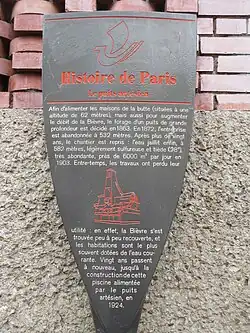 Histoire de Paris
Le puits-artésien
Afin d'alimenter les maisons de la butte (situées à une
altitude de 62 mètres), mais aussi pour augmenter
le débit de la Bièvre, le forage d'un puits de grande
profondeur est décidé en 1863. En 1872, l'entreprise
est abandonnée à 532 mètres. Après plus de vingt
ans, le chantier est repris : l'eau jaillit enfin, à
582 mètres, légèrement sulfureuse et tiède (28°),
très abondante, près de 6000 m³ par jour en
1903. Entre-temps, les travaux ont perdu leur
utilité : en effet, la Bièvre s'est
trouvée peu à peu recouverte, et
les habitations sont le plus
souvent dotées de l'eau cou-
rante. Vingt ans passent
à nouveau, jusqu'à la
construction de cette
piscine alimentée
par le puits
artésien, en
1924.